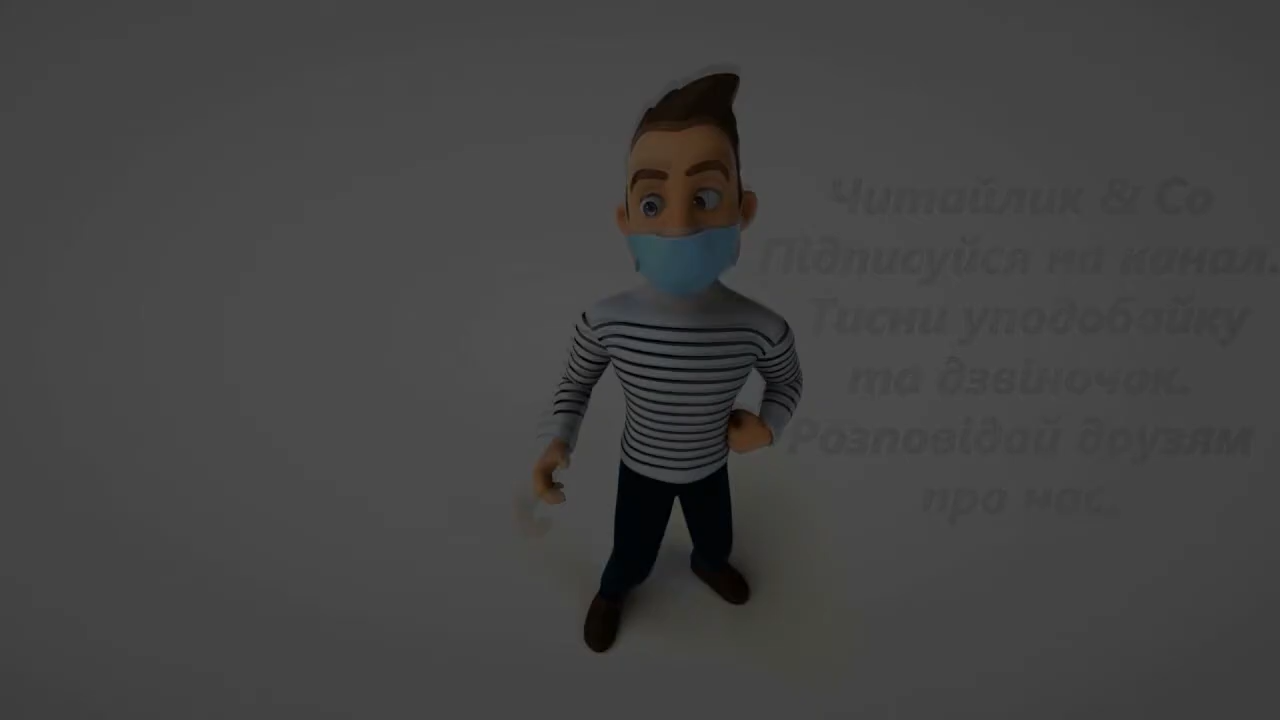 Читайлик & Co
Підписуйся на канал.
Тисни уподобайку
та дзвіночок.
Розповідай друзям
про нас.